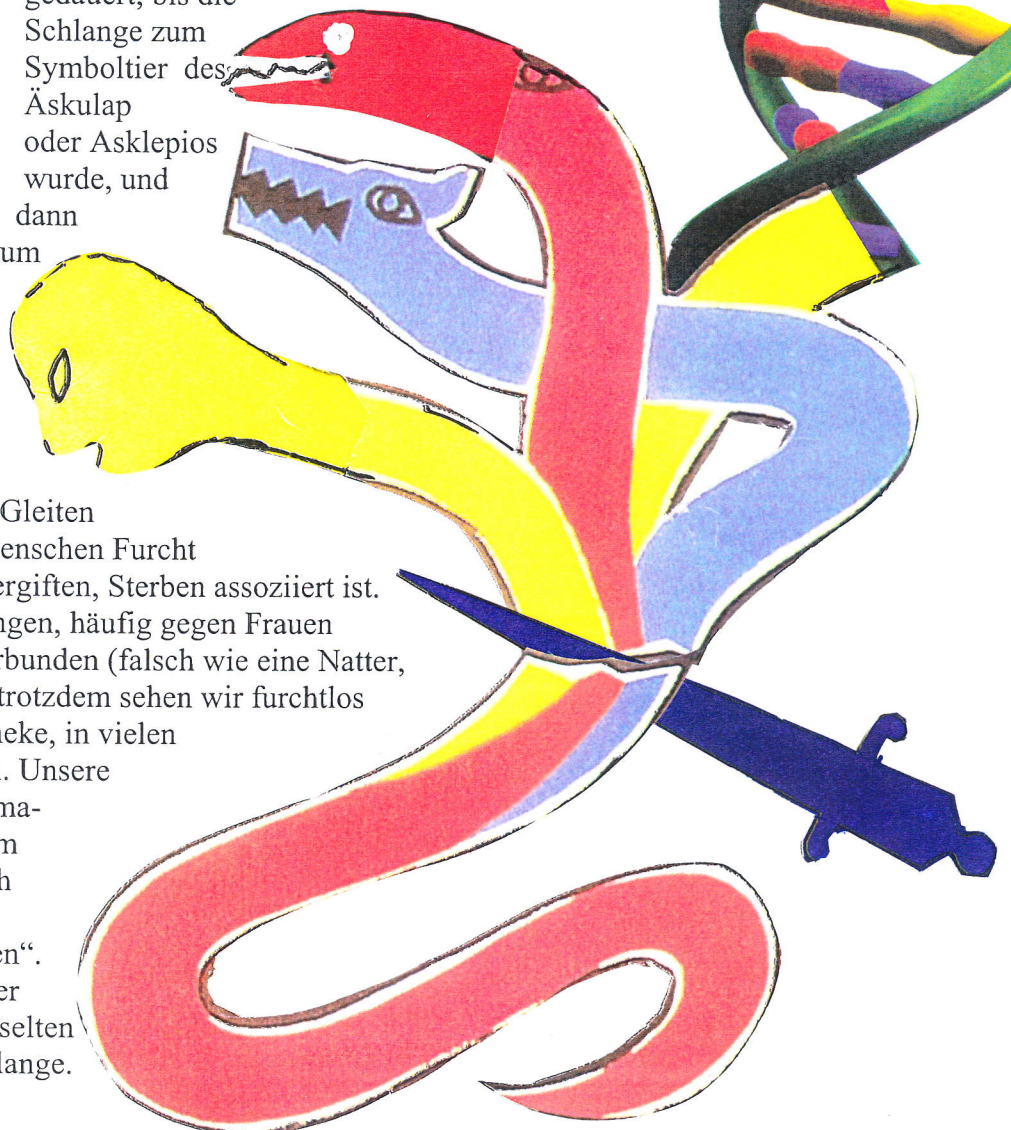 gedauert, bis die
Schlange zum
Symboltier des
Äskulap
oder Asklepios
wurde, und
dann
um
Gleiten
enschen Furcht
ergiften, Sterben assoziiert ist.
ngen, häufig gegen Frauen
rbunden (falsch wie eine Natter,
trotzdem sehen wir furchtlos
eke, in vielen
. Unsere
ma-
m
h
en“.
er
selten
lange.